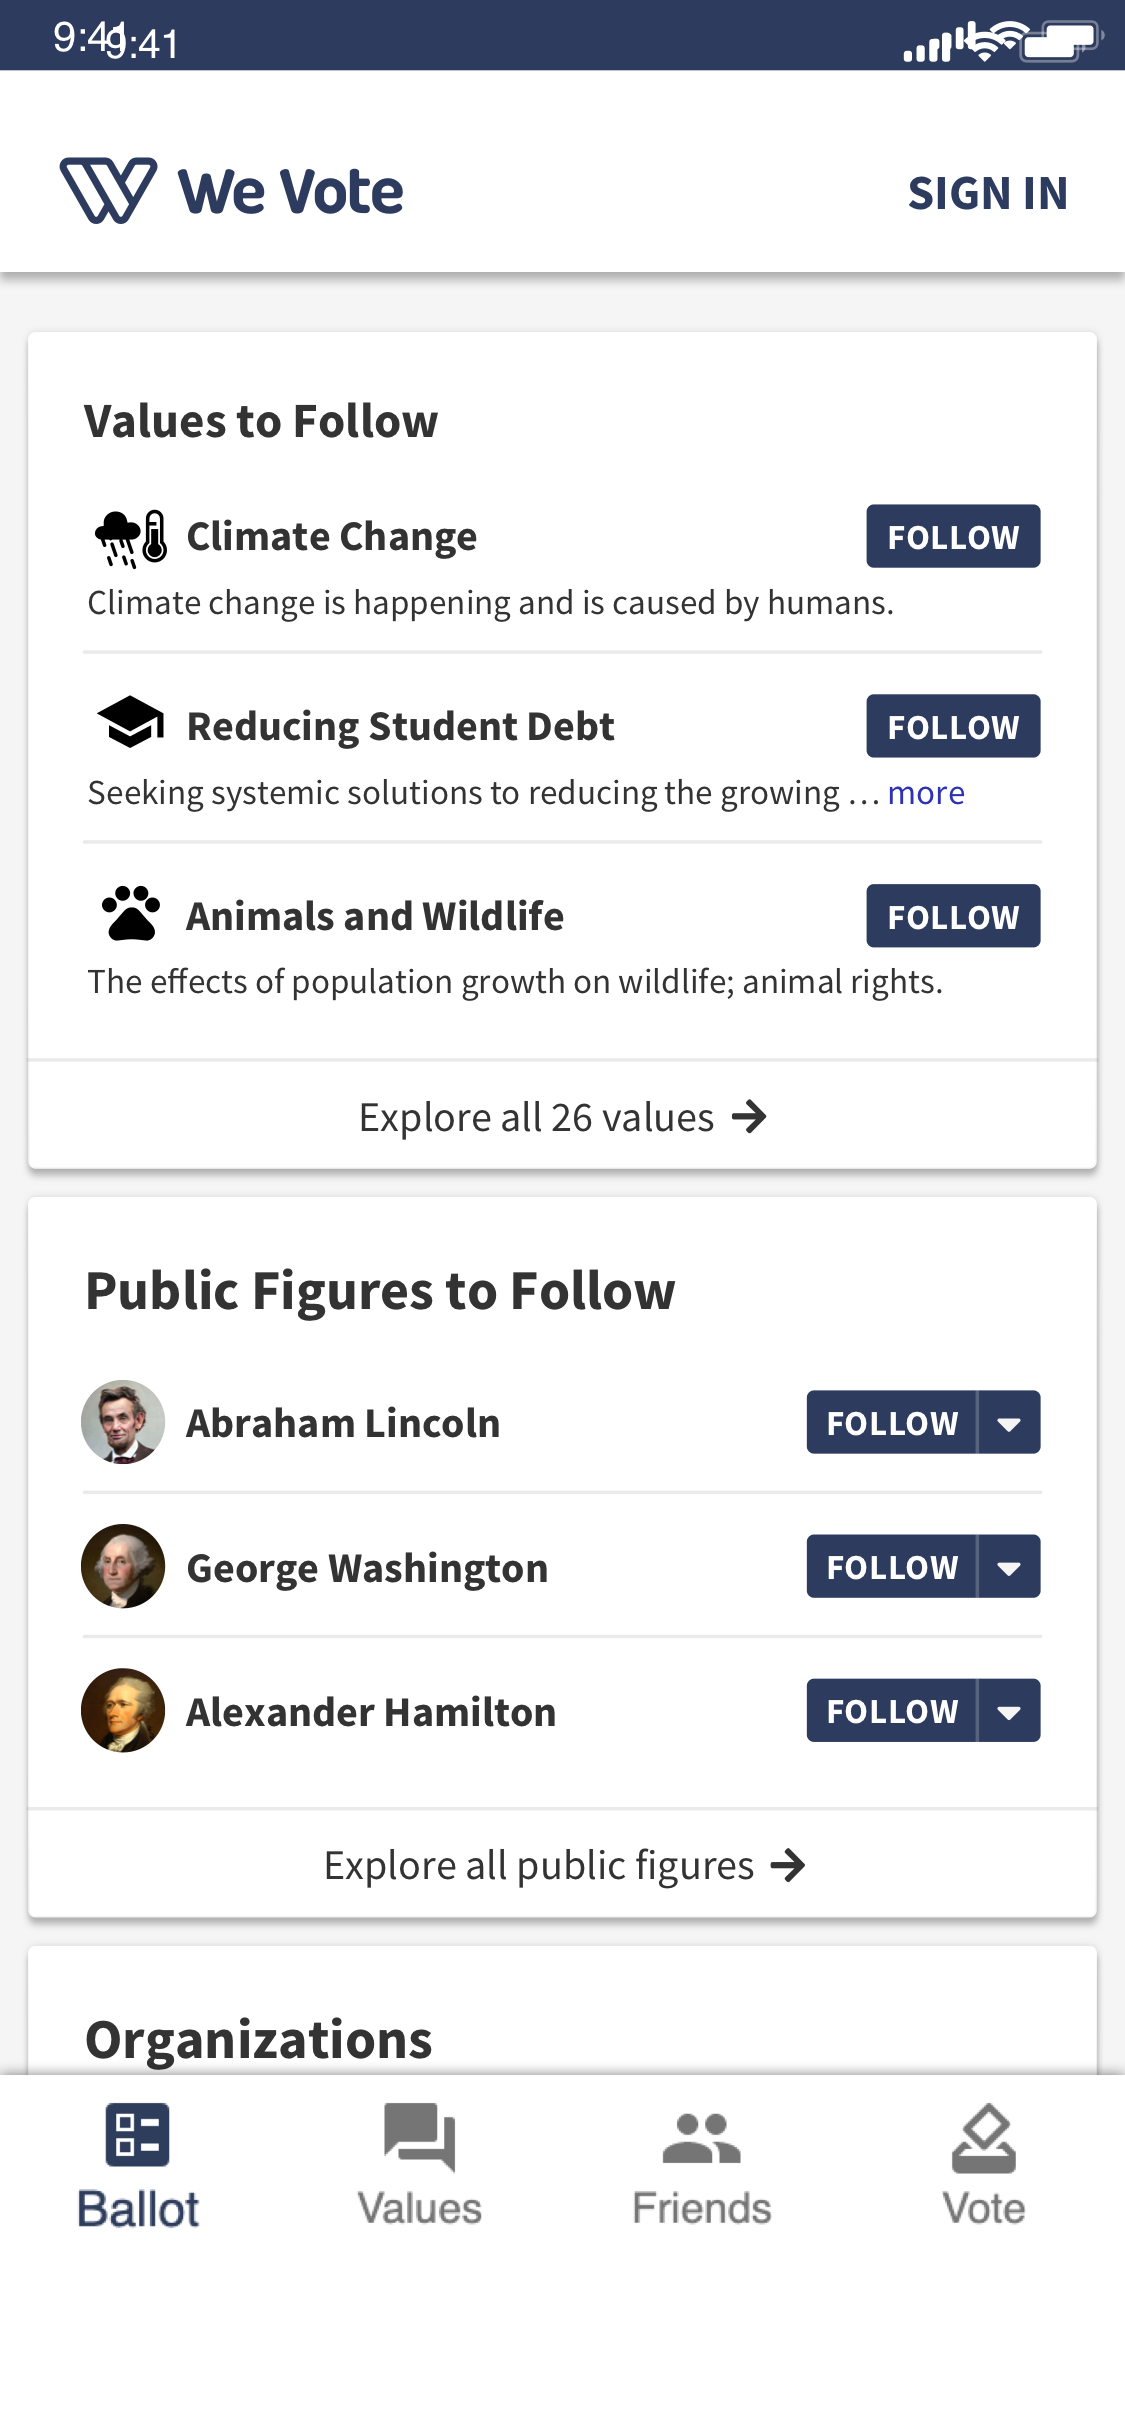 9:41
9:41
We Vote
SIGN IN
Values to Follow
Climate Change
FOLLOW
Climate change is happening and is caused by humans.
Reducing Student Debt
FOLLOW
Seeking systemic solutions to reducing the growing ... more
Animals and Wildlife
FOLLOW
The effects of population growth on wildlife; animal rights.
Explore all 26 values →
Public Figures to Follow
Abraham Lincoln
FOLLOW
George Washington
FOLLOW
Alexander Hamilton
FOLLOW
Explore all public figures →
Organizations
Ballot
Values
Friends
Vote